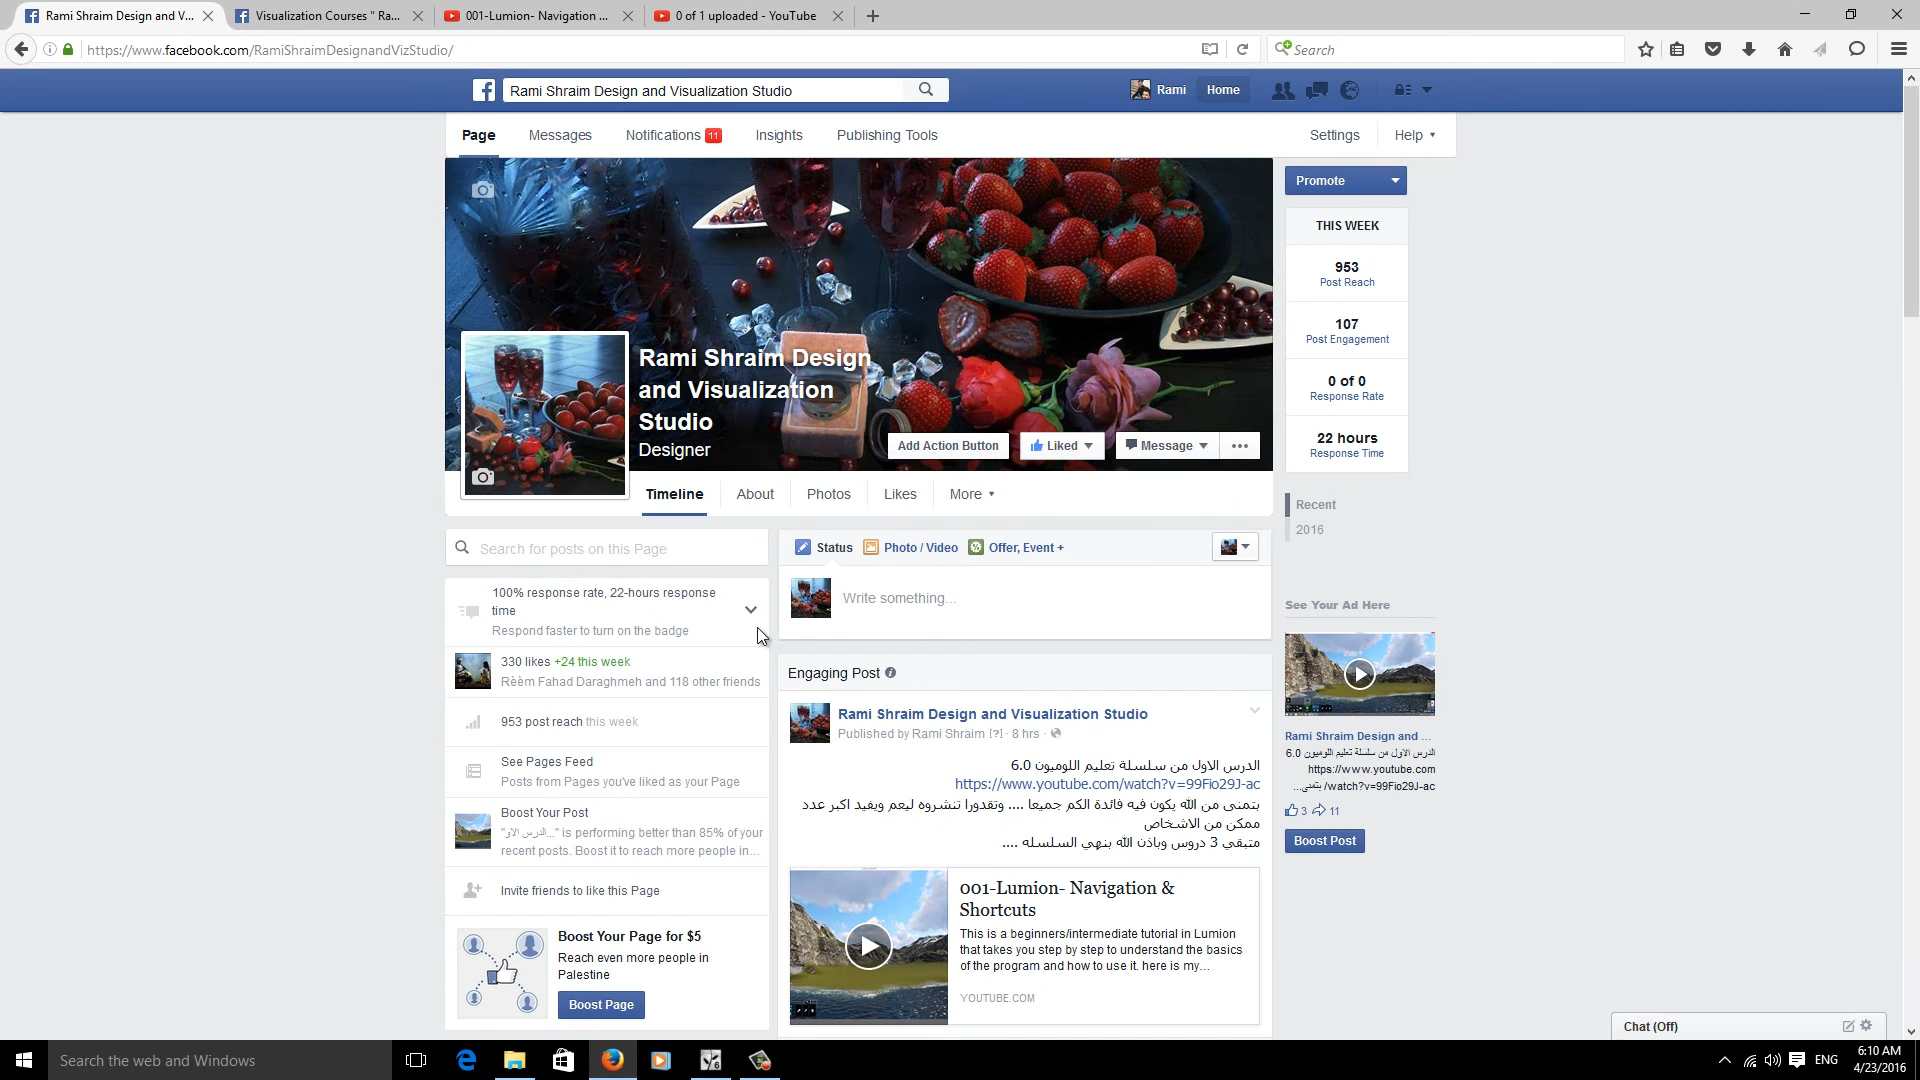 Rami Shraim Design and V...
Visualization Courses " Ra...
001-Lumion- Navigation ...
0 of 1 uploaded - YouTube
https://www.facebook.com/RamiShraimDesignandVizStudio/
Search
Rami Shraim Design and Visualization Studio
Rami
Home
Page
Messages
Notifications 11
Insights
Publishing Tools
Settings
Help
Promote
THIS WEEK
953
Post Reach
107
Post Engagement
0 of 0
Response Rate
22 hours
Response Time
Recent
2016
Rami Shraim Design
and Visualization
Studio
Designer
Add Action Button
Liked
Message
Timeline
About
Photos
Likes
More
Search for posts on this Page
100% response rate, 22-hours response
time
Respond faster to turn on the badge
330 likes +24 this week
Rèèm Fahad Daraghmeh and 118 other friends
953 post reach this week
See Pages Feed
Posts from Pages you've liked as your Page
Boost Your Post
"الدرس الاو..." is performing better than 85% of your
recent posts. Boost it to reach more people in...
Invite friends to like this Page
Boost Your Page for $5
Reach even more people in
Palestine
Boost Page
Status
Photo / Video
Offer, Event +
Write something...
Engaging Post
Rami Shraim Design and Visualization Studio
Published by Rami Shraim [?] · 8 hrs ·
الدرس الاول من سلسلة تعليم اللوميون 6.0
https://www.youtube.com/watch?v=99Fio29J-ac
بتمنى من الله يكون فيه فائدة الكم جميعا .... وتقدورا تنشروه ليعم ويفيد اكبر عدد
ممكن من الاشخاص
متبقي 3 دروس وباذن الله بنهي السلسله ....
001-Lumion- Navigation &
Shortcuts
This is a beginners/intermediate tutorial in Lumion
that takes you step by step to understand the basics
of the program and how to use it. here is my...
YOUTUBE.COM
See Your Ad Here
Rami Shraim Design and ...
الدرس الاول من سلسلة تعليم اللوميون 6.0
https://www.youtube.com
/watch?v=99Fio29J-ac بتمنى...
3 11
Boost Post
Chat (Off)
Search the web and Windows
ENG
6:10 AM
4/23/2016